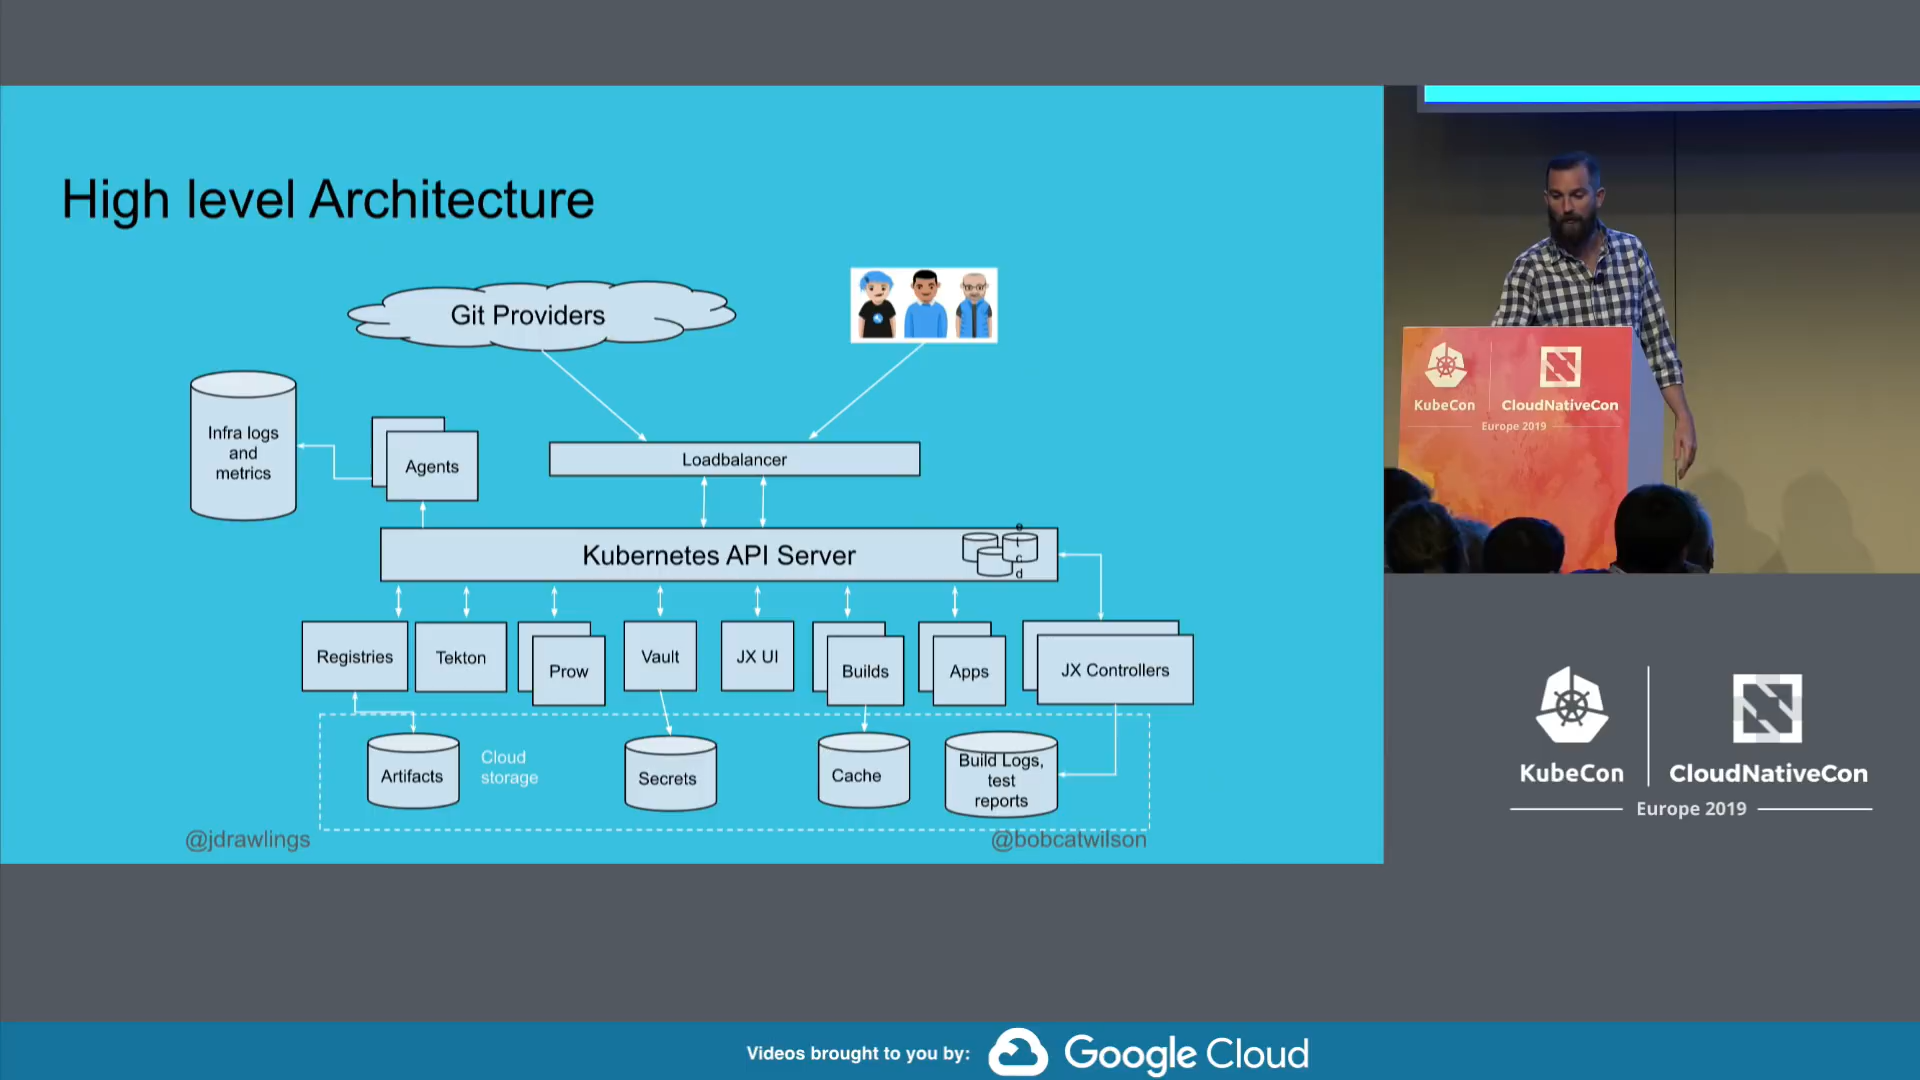 High level Architecture
Git Providers
Infra logs
and
metrics
Agents
Loadbalancer
Kubernetes API Server
e
t
c
d
Registries
Tekton
Prow
Vault
JX UI
Builds
Apps
JX Controllers
Artifacts
Cloud
storage
Secrets
Cache
Build Logs,
test
reports
@jdrawlings
@bobcatwilson
KubeCon
CloudNativeCon
Europe 2019
KubeCon
CloudNativeCon
Europe 2019
Videos brought to you by:
Google Cloud